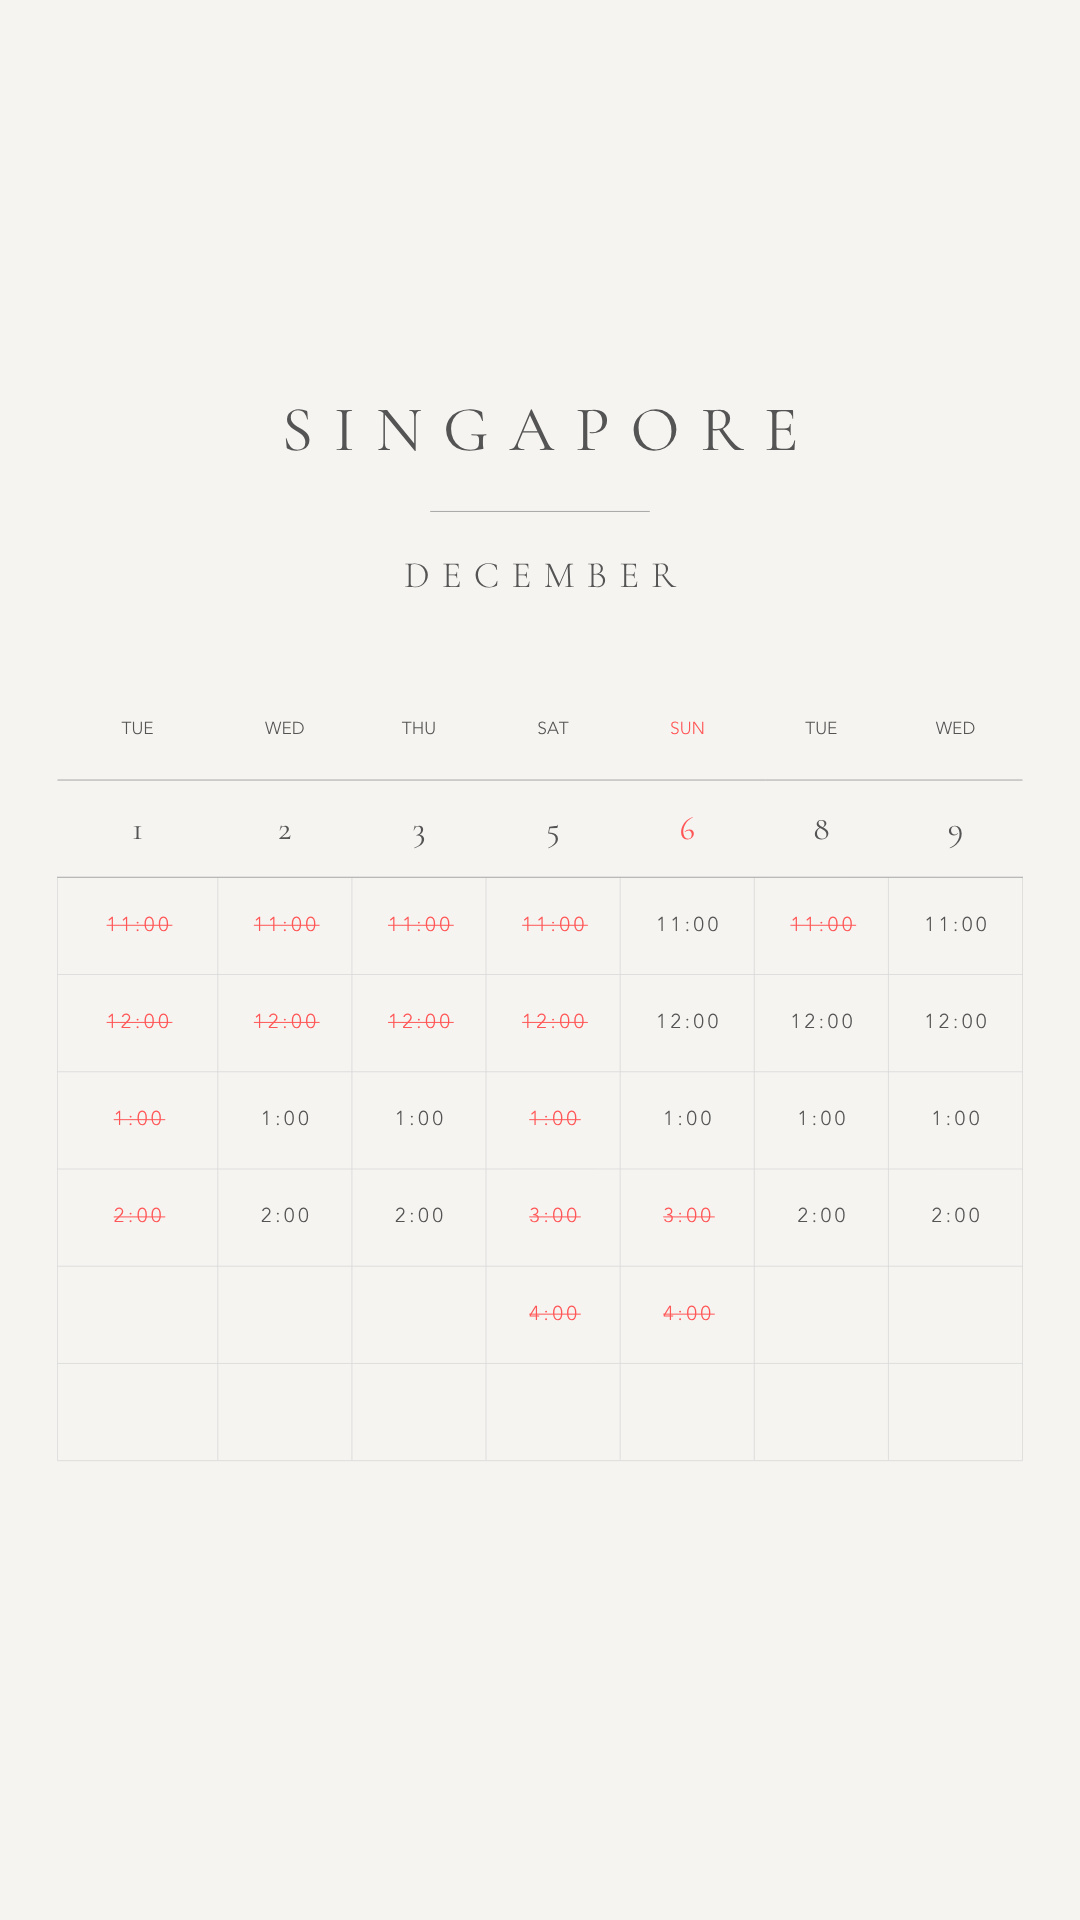 SINGAPORE
DECEMBER
TUE WED THU SAT SUN TUE WED
1 2 3 5 6 8 9
11:00 11:00 11:00 11:00 11:00 11:00 11:00
12:00 12:00 12:00 12:00 12:00 12:00 12:00
1:00 1:00 1:00 1:00 1:00 1:00 1:00
2:00 2:00 2:00 3:00 3:00 2:00 2:00
4:00 4:00